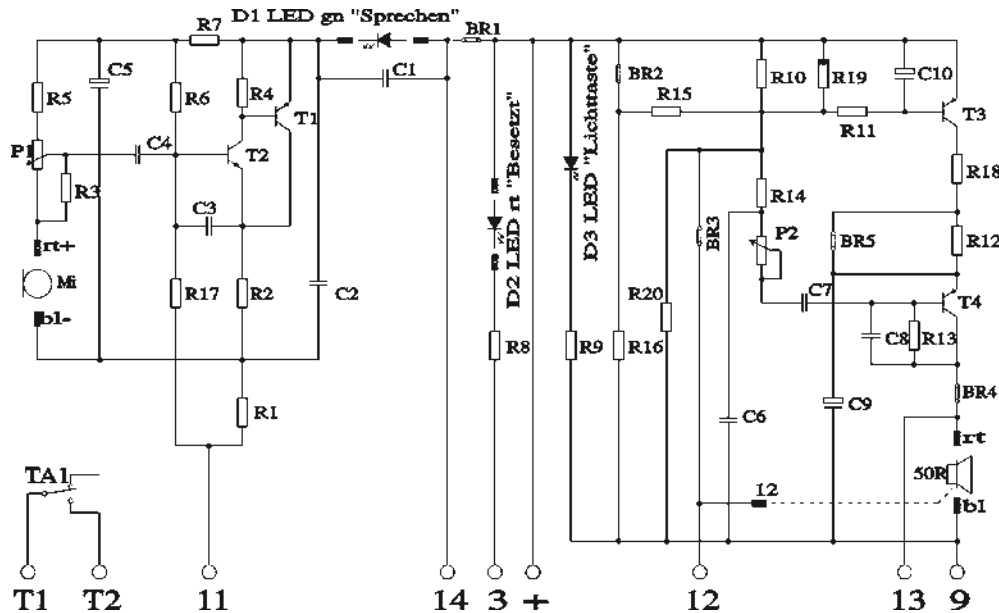 D1 LED gn "Sprechen"
BR1
R7
C5
C1
BR2
R10
R19
C10
R5
R6
R4
T1
R15
R11
T3
P1
C4
T2
R3
R18
R14
C3
D2 LED rt "Besetzt"
D3 LED "Lichttaste"
BR3
P2
BR5
R12
rt+
Mi
R17
R2
C2
R20
C7
T4
bl-
R8
R9
R16
C8
R13
BR4
R1
C6
C9
rt
TA1
50R
12
bl
T1 T2 11 14 3 + 12 13 9